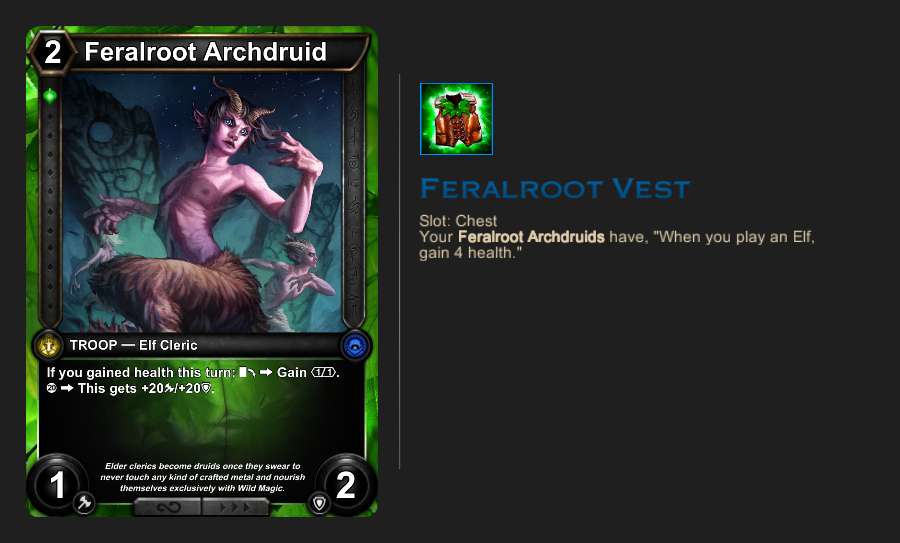 2 Feralroot Archdruid
TROOP — Elf Cleric
If you gained health this turn: ➡ Gain ⟨1/1⟩.
20 ➡ This gets +20/+20.
Elder clerics become druids once they swear to
never touch any kind of crafted metal and nourish
themselves exclusively with Wild Magic.
1 2
FERALROOT VEST
Slot: Chest
Your Feralroot Archdruids have, "When you play an Elf,
gain 4 health."